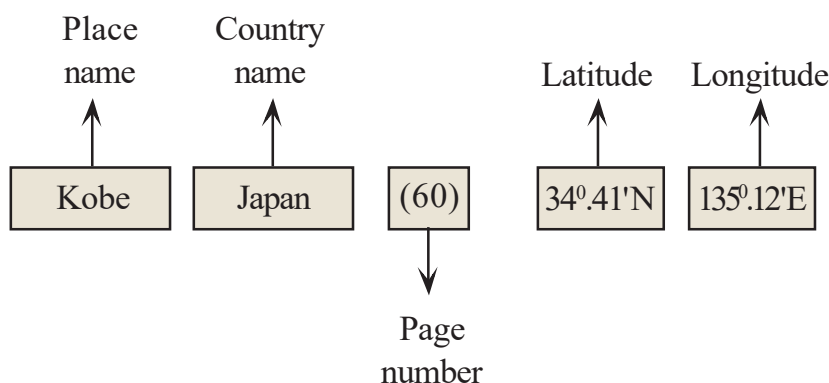 Place
name
Country
name
Latitude
Longitude
Kobe
Japan
(60)
34⁰.41'N
135⁰.12'E
Page
number